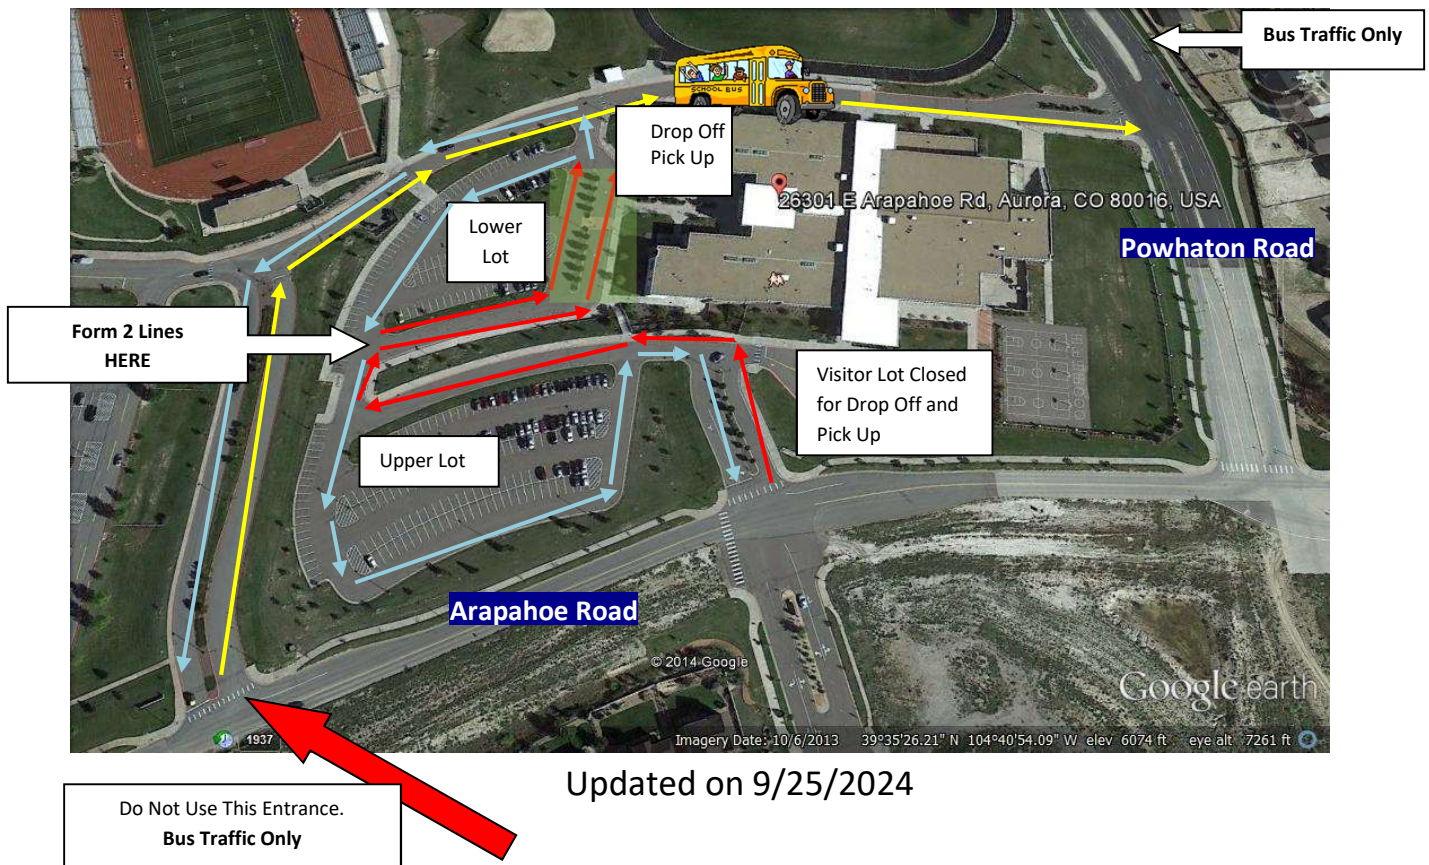 Bus Traffic Only
SCHOOL BUS
Drop Off
Pick Up
26301 E Arapahoe Rd, Aurora, CO 80016, USA
Lower
Lot
Powhaton Road
Form 2 Lines
HERE
Visitor Lot Closed
for Drop Off and
Pick Up
Upper Lot
Arapahoe Road
© 2014 Google
Google earth
1937
Imagery Date: 10/6/2013 39°35'26.21" N 104°40'54.09" W elev 6074 ft eye alt 7261 ft
Updated on 9/25/2024
Do Not Use This Entrance.
Bus Traffic Only